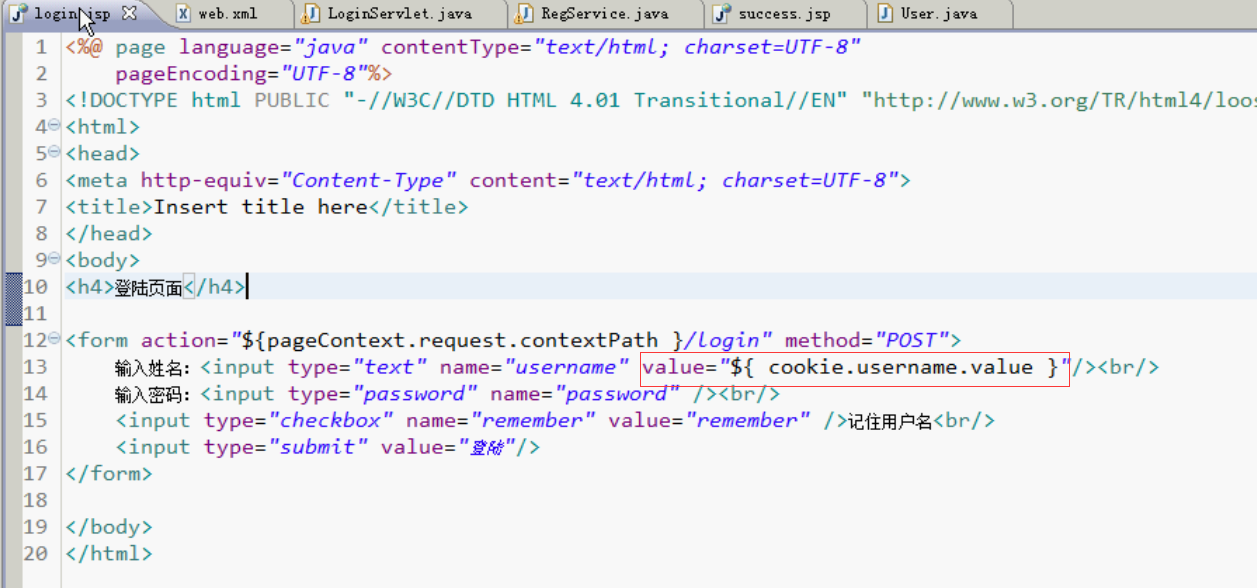 login.jsp web.xml LoginServlet.java RegService.java success.jsp User.java
1 <%@ page language="java" contentType="text/html; charset=UTF-8"
2 pageEncoding="UTF-8"%>
3 <!DOCTYPE html PUBLIC "-//W3C//DTD HTML 4.01 Transitional//EN" "http://www.w3.org/TR/html4/loos
4 <html>
5 <head>
6 <meta http-equiv="Content-Type" content="text/html; charset=UTF-8">
7 <title>Insert title here</title>
8 </head>
9 <body>
10 <h4>登陆页面</h4>
11
12 <form action="${pageContext.request.contextPath }/login" method="POST">
13 输入姓名：<input type="text" name="username" value="${ cookie.username.value }"/><br/>
14 输入密码：<input type="password" name="password" /><br/>
15 <input type="checkbox" name="remember" value="remember" />记住用户名<br/>
16 <input type="submit" value="登陆"/>
17 </form>
18
19 </body>
20 </html>